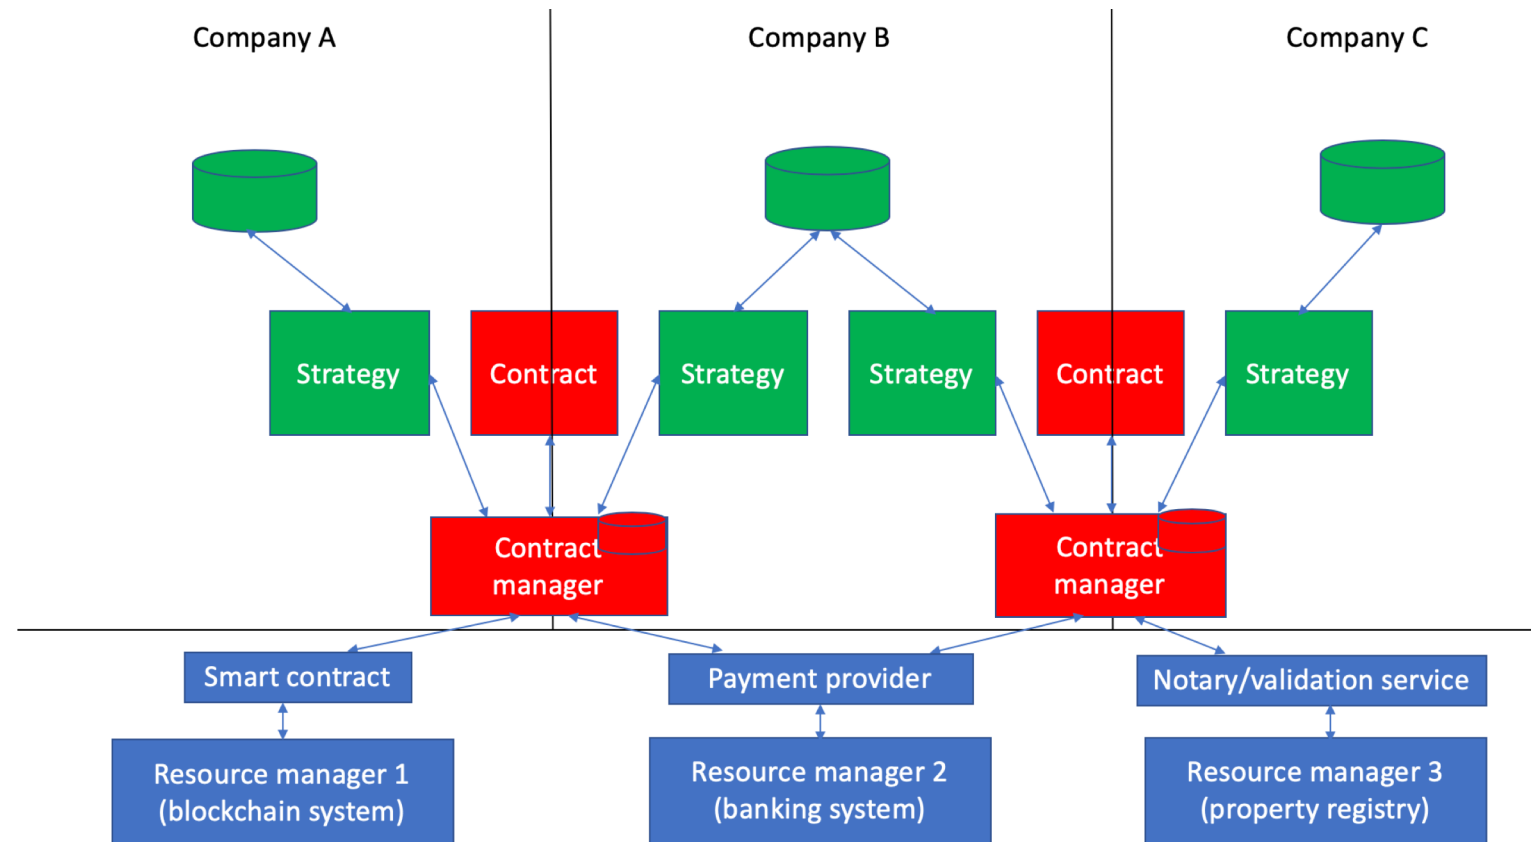 Company A
Company B
Company C
Strategy
Contract
Strategy
Strategy
Contract
Strategy
Contract
manager
Contract
manager
Smart contract
Payment provider
Notary/validation service
Resource manager 1
(blockchain system)
Resource manager 2
(banking system)
Resource manager 3
(property registry)